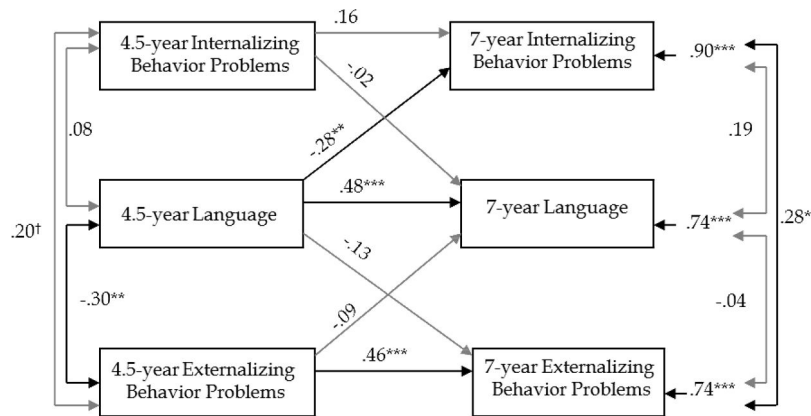 .16
4.5-year Internalizing
Behavior Problems
7-year Internalizing
Behavior Problems
.90***
-.02
.08
-.28**
.19
.48***
4.5-year Language
7-year Language
.20†
.74***
.28*
-.13
-.30**
-.09
-.04
4.5-year Externalizing
Behavior Problems
.46***
7-year Externalizing
Behavior Problems
.74***